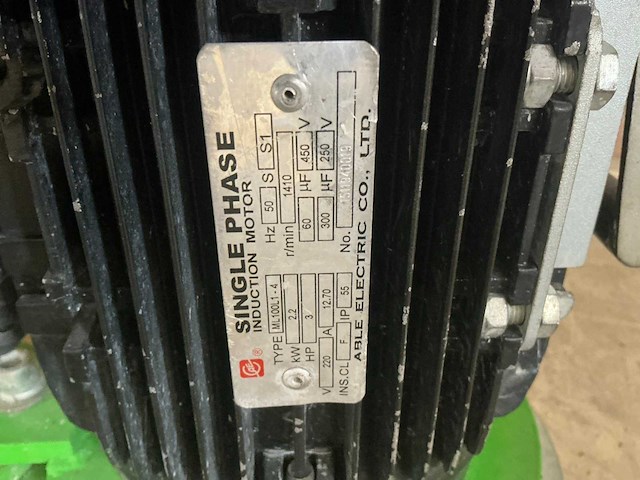 SINGLE PHASE
INDUCTION MOTOR
TYPE ML100L1-4 Hz 50 S S1
kW 2.2 r/min 1410
HP 3 60 μF 450 V
V 220 A 12.70 300 μF 250 V
INS.CL F IP 55 No.
ABLE ELECTRIC CO., LTD.